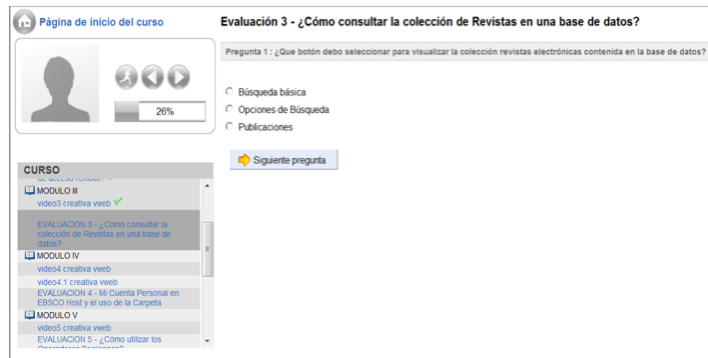 Página de inicio del curso
Evaluación 3 - ¿Cómo consultar la colección de Revistas en una base de datos?
Pregunta 1 : ¿Que botón debo seleccionar para visualizar la colección revistas electrónicas contenida en la base de datos?
26%
Búsqueda básica
Opciones de Búsqueda
Publicaciones
Siguiente pregunta
CURSO
de acceso remoto?
MODULO III
video3 creativa vweb
EVALUACION 3 - ¿Como consultar la
colección de Revistas en una base de
datos?
MODULO IV
video4 creativa vweb
video4.1 creativa vweb
EVALUACION 4 - Mi Cuenta Personal en
EBSCO Host y el uso de la Carpeta
MODULO V
video5 creativa vweb
EVALUACION 5 - ¿Cómo utilizar los